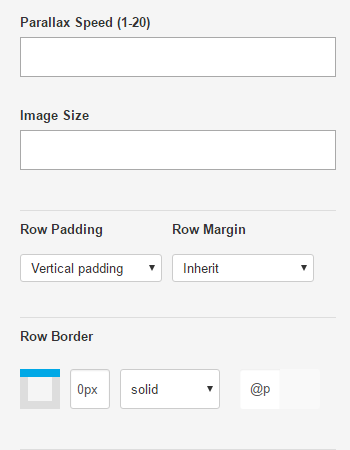 Parallax Speed (1-20)
Image Size
Row Padding Row Margin
Vertical padding Inherit
Row Border
0px solid @p